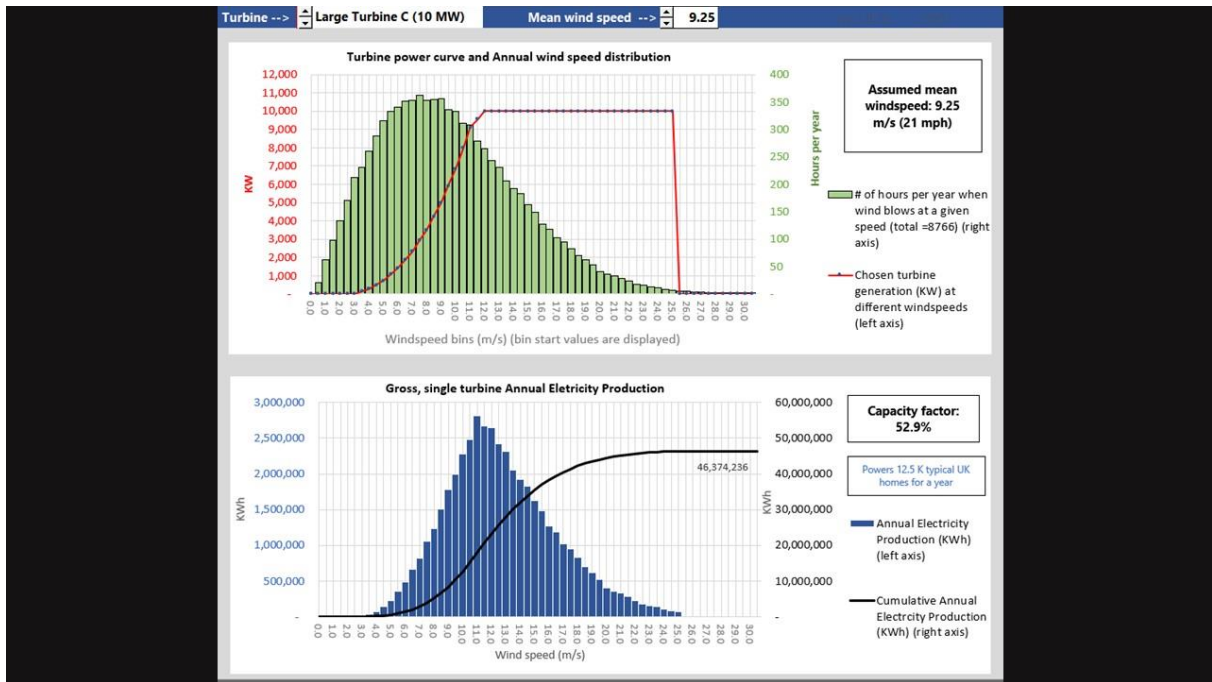 Turbine --> Large Turbine C (10 MW) Mean wind speed --> 9.25
Turbine power curve and Annual wind speed distribution
12,000
11,000
10,000
9,000
8,000
7,000
6,000
5,000
4,000
3,000
2,000
1,000
-
KW
400
350
300
250
200
150
100
50
-
Hours per year
0.0 1.0 2.0 3.0 4.0 5.0 6.0 7.0 8.0 9.0 10.0 11.0 12.0 13.0 14.0 15.0 16.0 17.0 18.0 19.0 20.0 21.0 22.0 23.0 24.0 25.0 26.0 27.0 28.0 29.0 30.0
Windspeed bins (m/s) (bin start values are displayed)
Assumed mean
windspeed: 9.25
m/s (21 mph)
# of hours per year when
wind blows at a given
speed (total =8766) (right
axis)
Chosen turbine
generation (KW) at
different windspeeds
(left axis)
Gross, single turbine Annual Eletricity Production
3,000,000
2,500,000
2,000,000
1,500,000
1,000,000
500,000
-
KWh
60,000,000
50,000,000
40,000,000
30,000,000
20,000,000
10,000,000
-
KWh
46,374,236
0.0 1.0 2.0 3.0 4.0 5.0 6.0 7.0 8.0 9.0 10.0 11.0 12.0 13.0 14.0 15.0 16.0 17.0 18.0 19.0 20.0 21.0 22.0 23.0 24.0 25.0 26.0 27.0 28.0 29.0 30.0
Wind speed (m/s)
Capacity factor:
52.9%
Powers 12.5 K typical UK
homes for a year
Annual Electricity
Production (KWh)
(left axis)
Cumulative Annual
Electrcity Production
(KWh) (right axis)